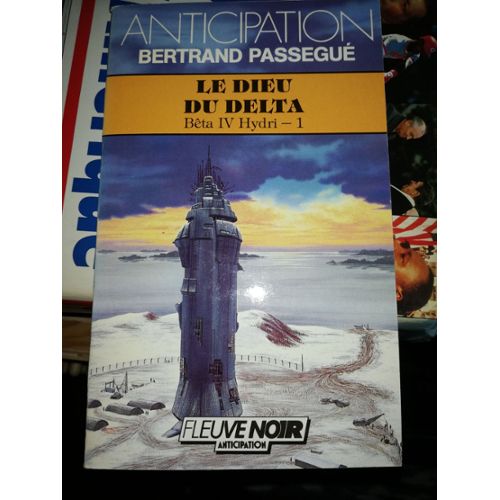 ANTICIPATION
BERTRAND PASSEGUÉ
LE DIEU
DU DELTA
Bêta IV Hydri – 1
FLEUVE NOIR
ANTICIPATION